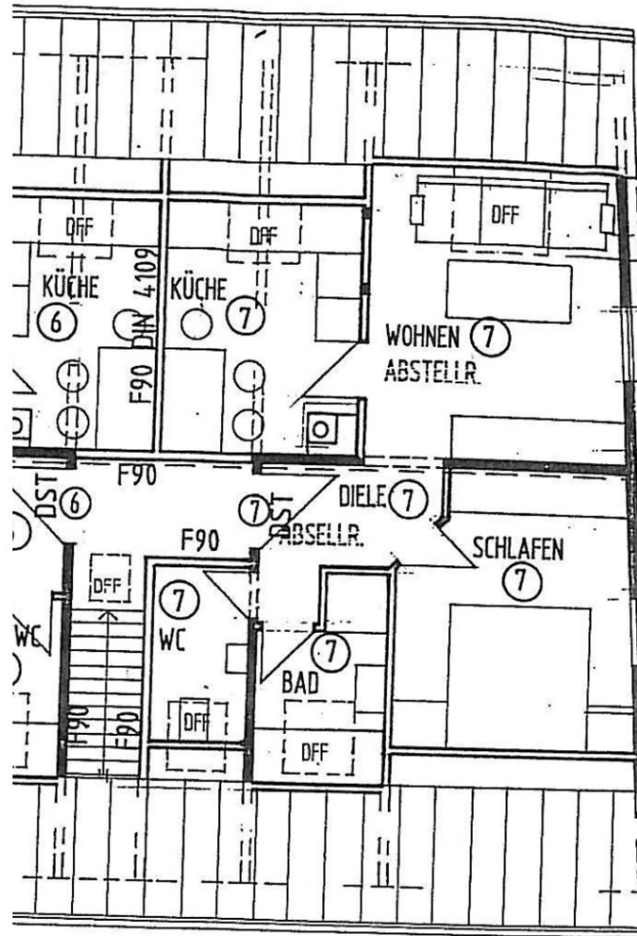 DFF
DFF
DFF
KÜCHE
6
DIN 4109
F90
KÜCHE
7
WOHNEN 7
ABSTELLR.
F90
DST
6
7
DST
DIELE 7
ABSELLR.
F90
SCHLAFEN
7
DFF
7
WC
WC
7
BAD
DFF
DFF
F90
F90